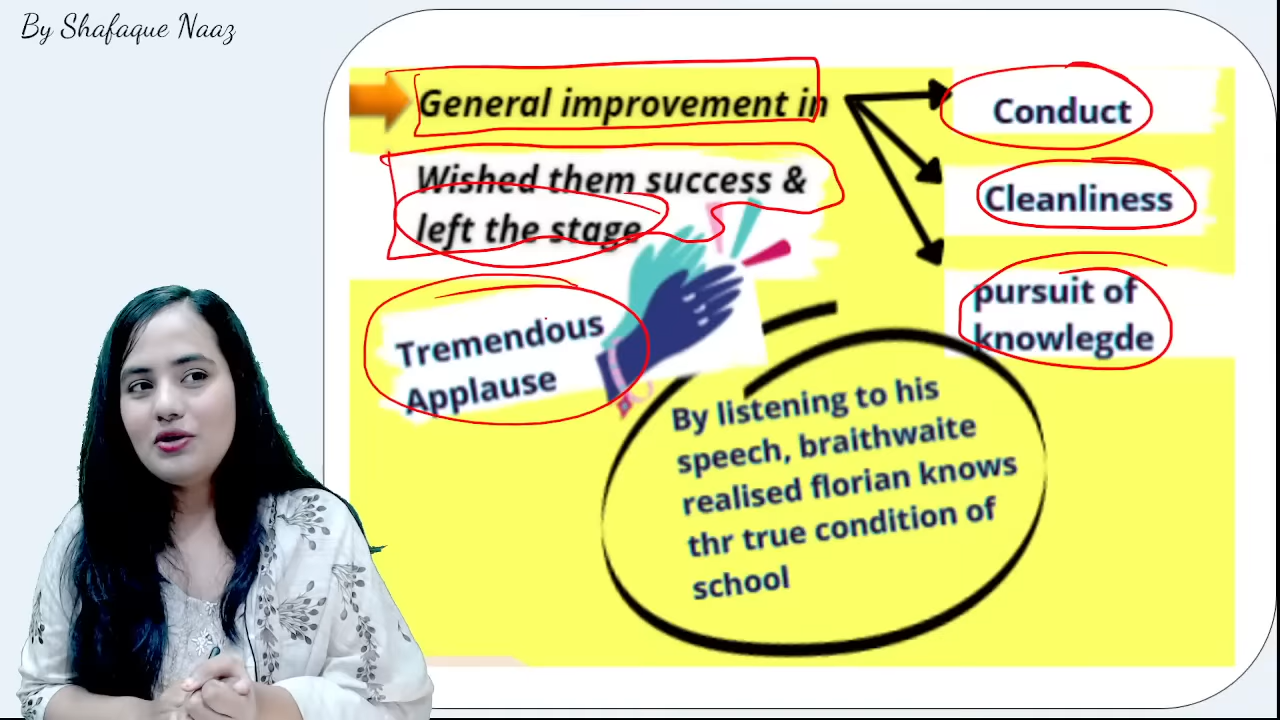 By Shafaque Naaz
General improvement in
Conduct
Cleanliness
pursuit of
knowlegde
Wished them success &
left the stage
Tremendous
Applause
By listening to his
speech, braithwaite
realised florian knows
thr true condition of
school